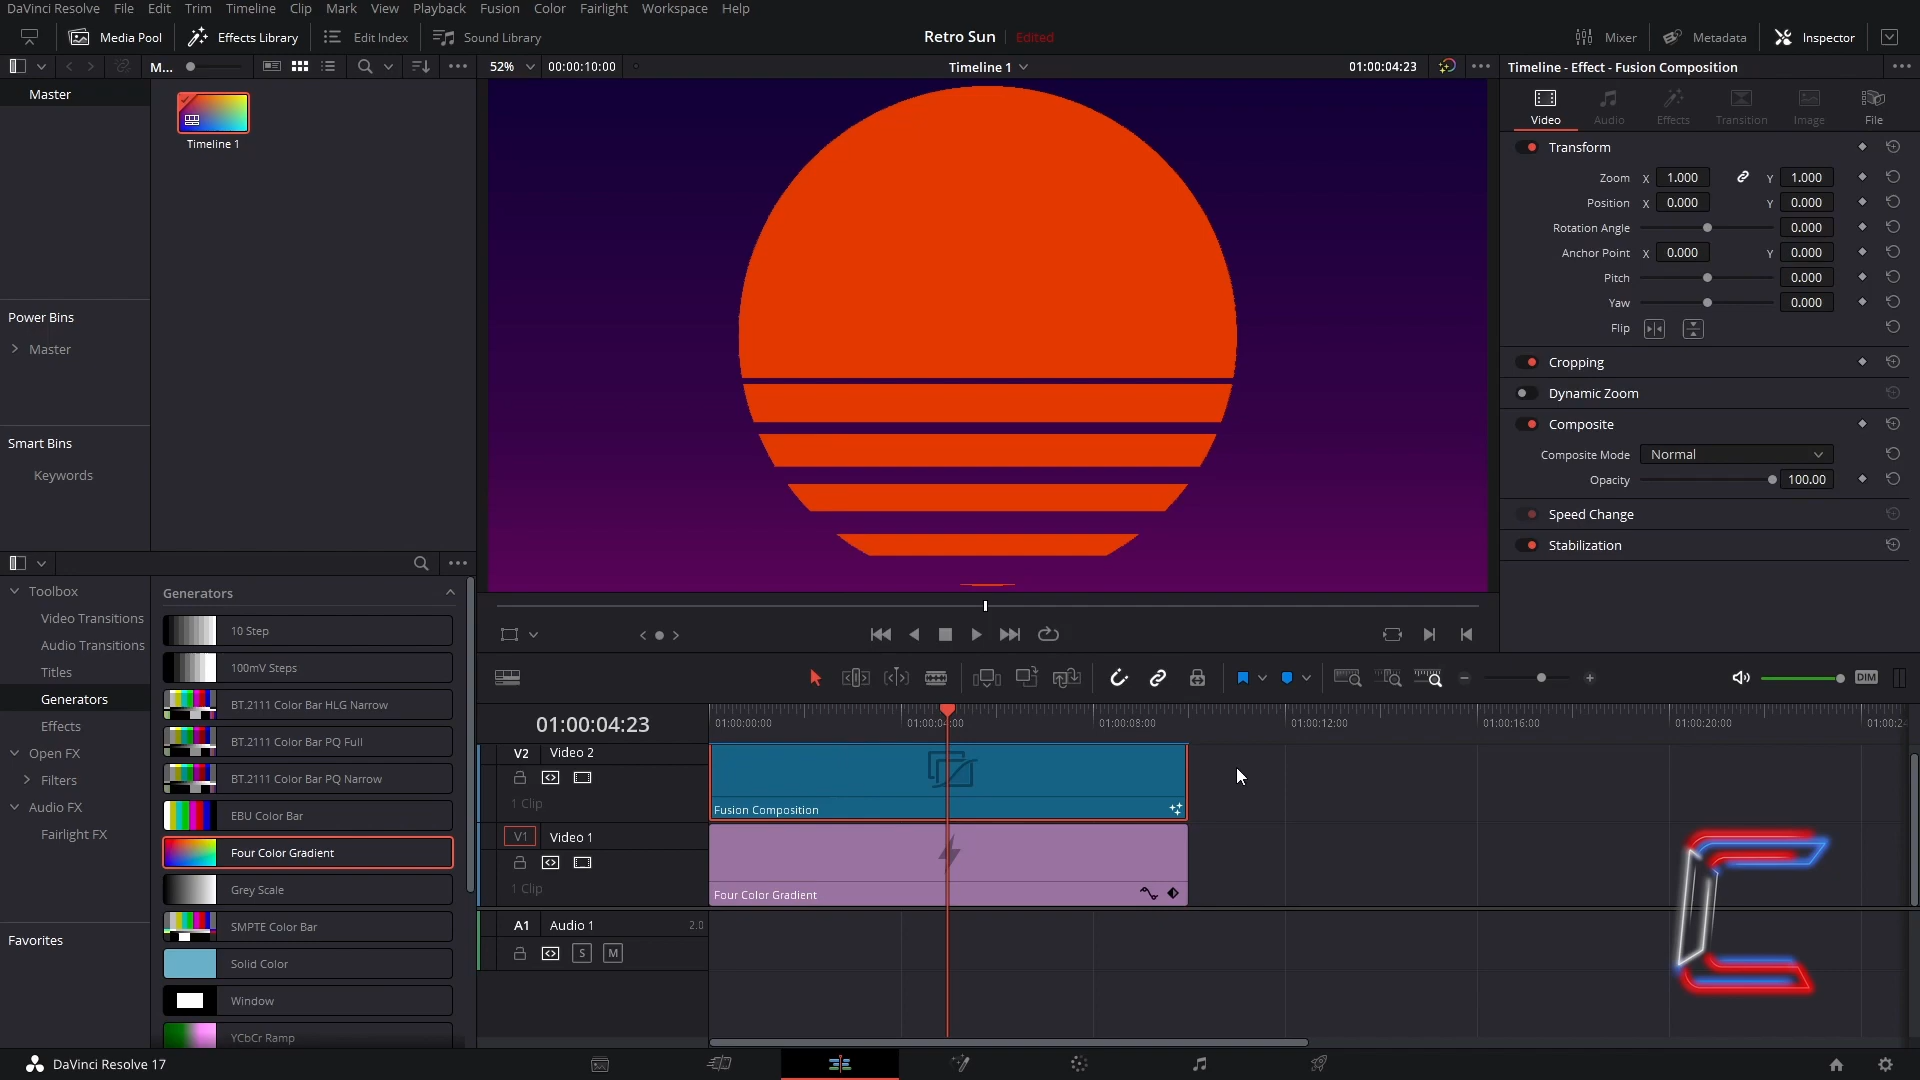 DaVinci Resolve File Edit Trim Timeline Clip Mark View Playback Fusion Color Fairlight Workspace Help
Media Pool Effects Library Edit Index Sound Library Retro Sun Edited Mixer Metadata Inspector
M... 52% 00:00:10:00 Timeline 1 01:00:04:23 Timeline - Effect - Fusion Composition
Master
Timeline 1
Power Bins
Master
Smart Bins
Keywords
Video Audio Effects Transition Image File
Transform
Zoom X 1.000 Y 1.000
Position X 0.000 Y 0.000
Rotation Angle 0.000
Anchor Point X 0.000 Y 0.000
Pitch 0.000
Yaw 0.000
Flip
Cropping
Dynamic Zoom
Composite
Composite Mode Normal
Opacity 100.00
Speed Change
Stabilization
Toolbox
Video Transitions
Audio Transitions
Titles
Generators
Effects
Open FX
Filters
Audio FX
Fairlight FX
Favorites
Generators
10 Step
100mV Steps
BT.2111 Color Bar HLG Narrow
BT.2111 Color Bar PQ Full
BT.2111 Color Bar PQ Narrow
EBU Color Bar
Four Color Gradient
Grey Scale
SMPTE Color Bar
Solid Color
Window
YCbCr Ramp
DIM
01:00:04:23 01:00:00:00 01:00:04:00 01:00:08:00 01:00:12:00 01:00:16:00 01:00:20:00
V2 Video 2
1 Clip
Fusion Composition
V1 Video 1
1 Clip
Four Color Gradient
A1 Audio 1 2.0
S M
C
DaVinci Resolve 17